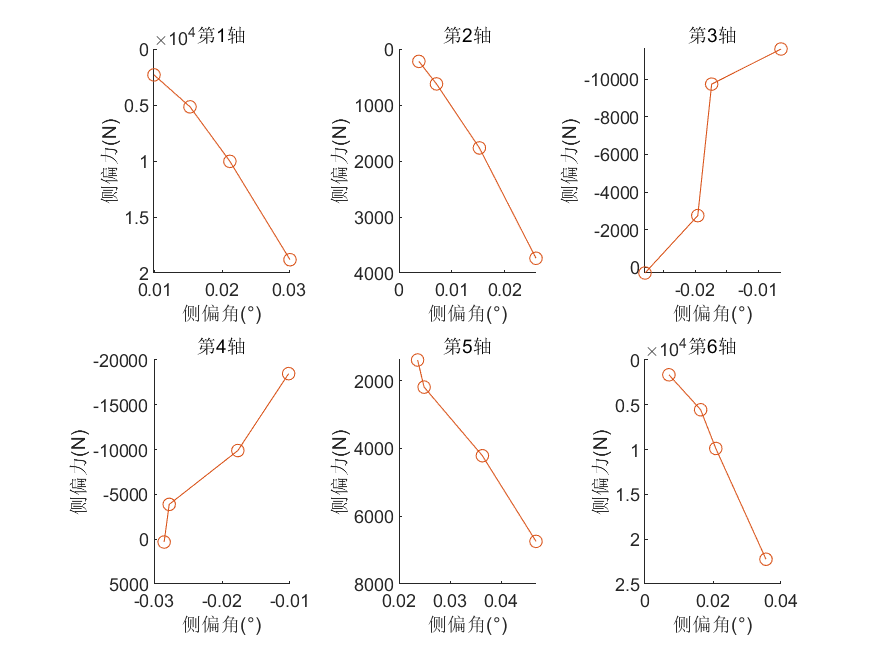 ×10⁴ 第1轴
0
0.5
1
1.5
2
侧偏力(N)
0.01 0.02 0.03
侧偏角(°)
第2轴
0
1000
2000
3000
4000
侧偏力(N)
0 0.01 0.02
侧偏角(°)
第3轴
-10000
-8000
-6000
-4000
-2000
0
侧偏力(N)
-0.02 -0.01
侧偏角(°)
第4轴
-20000
-15000
-10000
-5000
0
5000
侧偏力(N)
-0.03 -0.02 -0.01
侧偏角(°)
第5轴
2000
4000
6000
8000
侧偏力(N)
0.02 0.03 0.04
侧偏角(°)
×10⁴ 第6轴
0
0.5
1
1.5
2
2.5
侧偏力(N)
0 0.02 0.04
侧偏角(°)